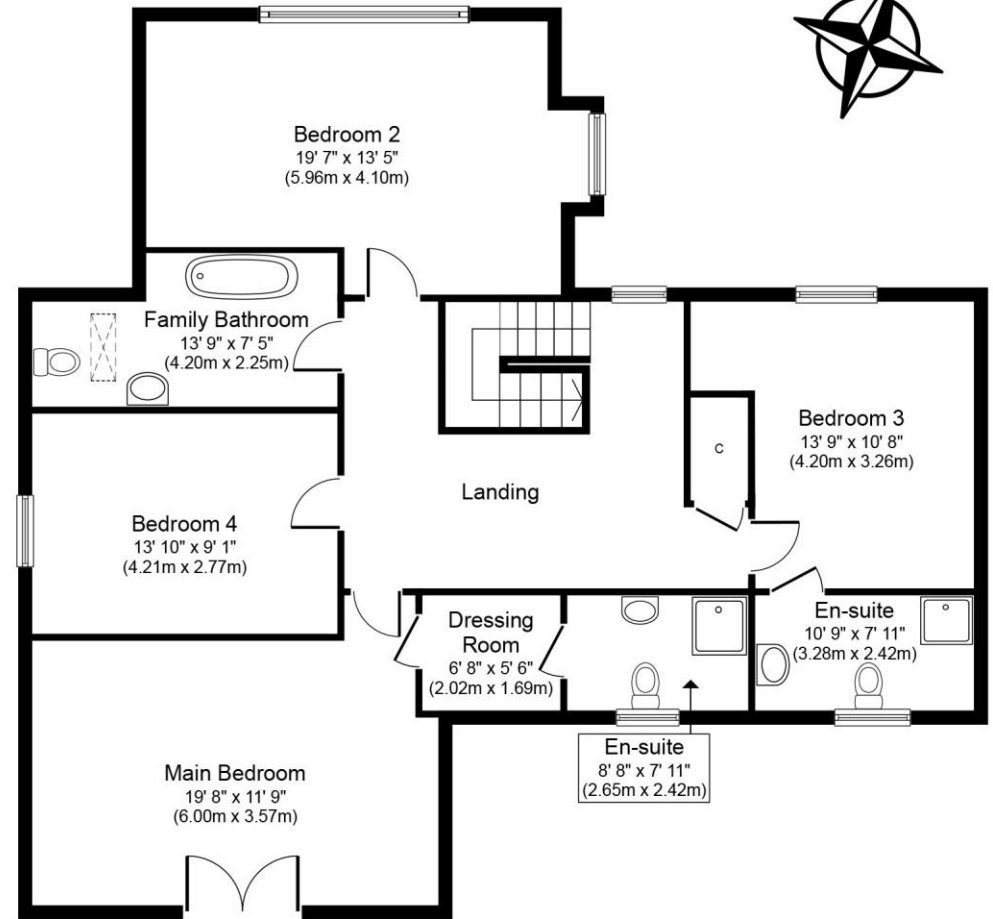 Bedroom 2
19' 7" x 13' 5"
(5.96m x 4.10m)
Family Bathroom
13' 9" x 7' 5"
(4.20m x 2.25m)
Bedroom 3
13' 9" x 10' 8"
(4.20m x 3.26m)
C
Landing
Bedroom 4
13' 10" x 9' 1"
(4.21m x 2.77m)
Dressing
Room
6' 8" x 5' 6"
(2.02m x 1.69m)
En-suite
10' 9" x 7' 11"
(3.28m x 2.42m)
En-suite
8' 8" x 7' 11"
(2.65m x 2.42m)
Main Bedroom
19' 8" x 11' 9"
(6.00m x 3.57m)